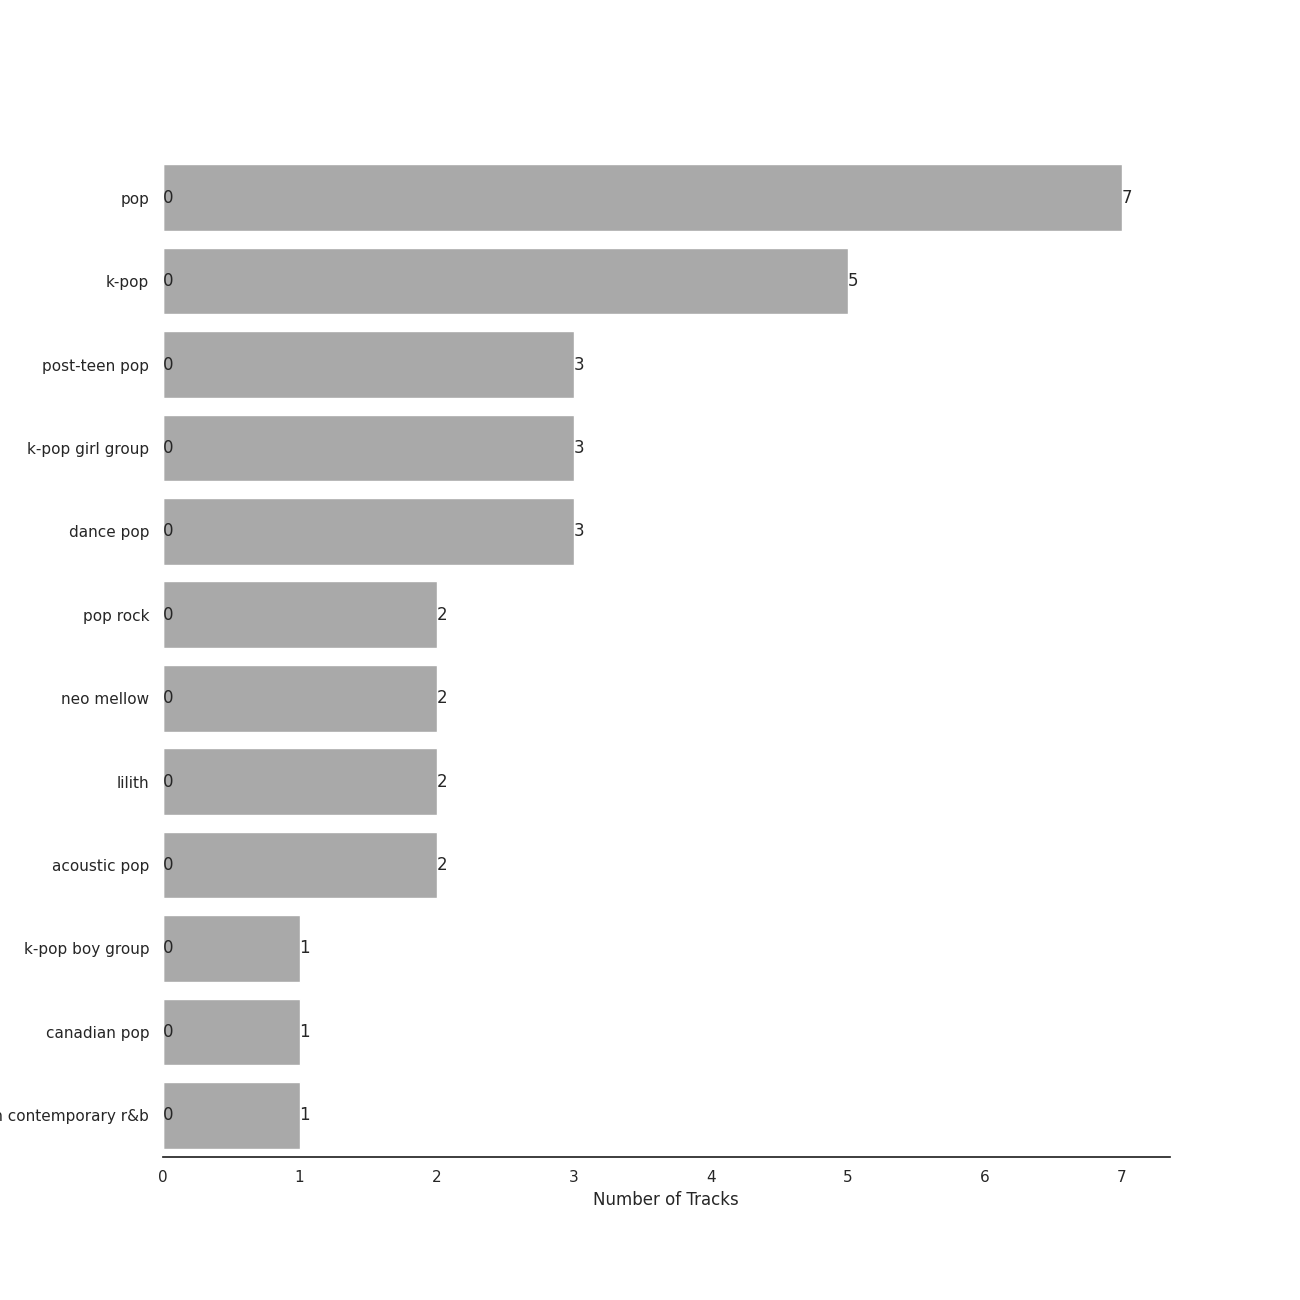 pop 0 7
k-pop 0 5
post-teen pop 0 3
k-pop girl group 0 3
dance pop 0 3
pop rock 0 2
neo mellow 0 2
lilith 0 2
acoustic pop 0 2
k-pop boy group 0 1
canadian pop 0 1
contemporary r&b 0 1
0 1 2 3 4 5 6 7
Number of Tracks